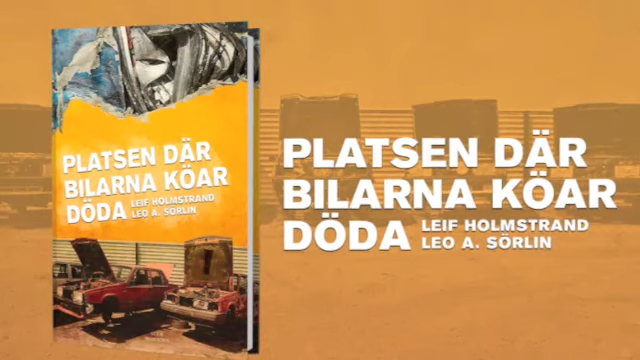 PLATSEN DÄR
BILARNA KÖAR
DÖDA LEIF HOLMSTRAND
LEO A. SÖRLIN
PLATSEN DÄR
BILARNA KÖAR
DÖDA LEIF HOLMSTRAND
LEO A. SÖRLIN